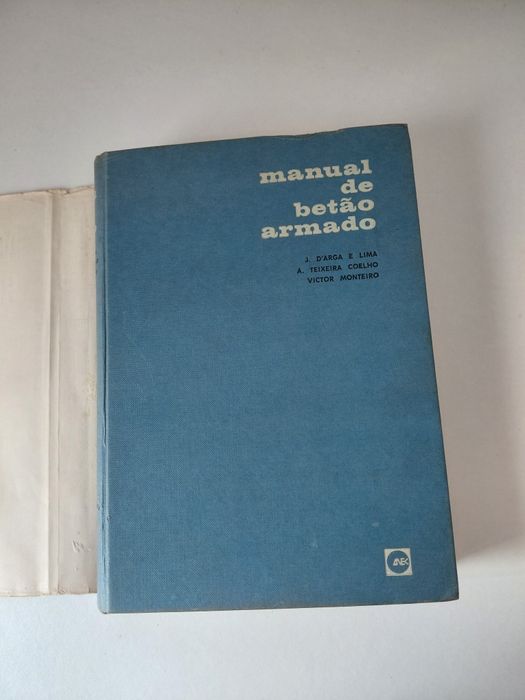 manual
de
betão
armado
J. D'ARGA E LIMA
A. TEIXEIRA COELHO
VICTOR MONTEIRO